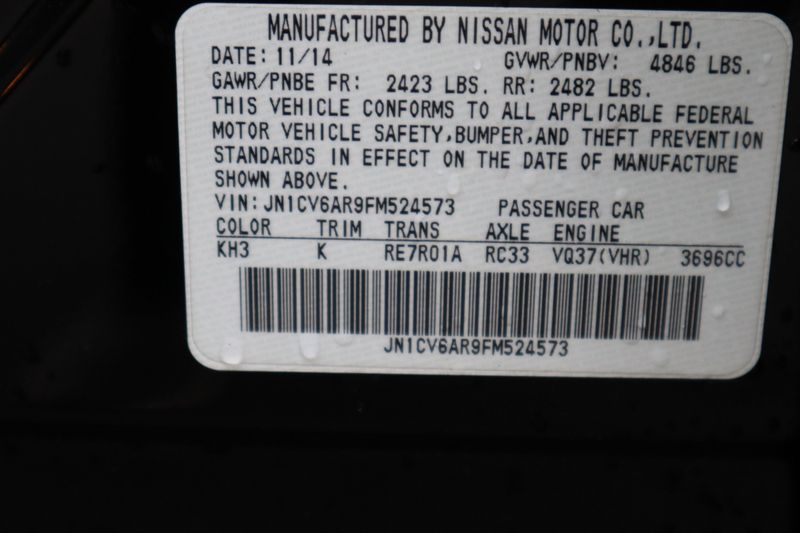 MANUFACTURED BY NISSAN MOTOR CO.,LTD.
DATE: 11/14 GVWR/PNBV: 4846 LBS.
GAWR/PNBE FR: 2423 LBS. RR: 2482 LBS.
THIS VEHICLE CONFORMS TO ALL APPLICABLE FEDERAL
MOTOR VEHICLE SAFETY,BUMPER,AND THEFT PREVENTION
STANDARDS IN EFFECT ON THE DATE OF MANUFACTURE
SHOWN ABOVE.
VIN: JN1CV6AR9FM524573 PASSENGER CAR
COLOR TRIM TRANS AXLE ENGINE
KH3 K RE7R01A RC33 VQ37(VHR) 3696CC
JN1CV6AR9FM524573